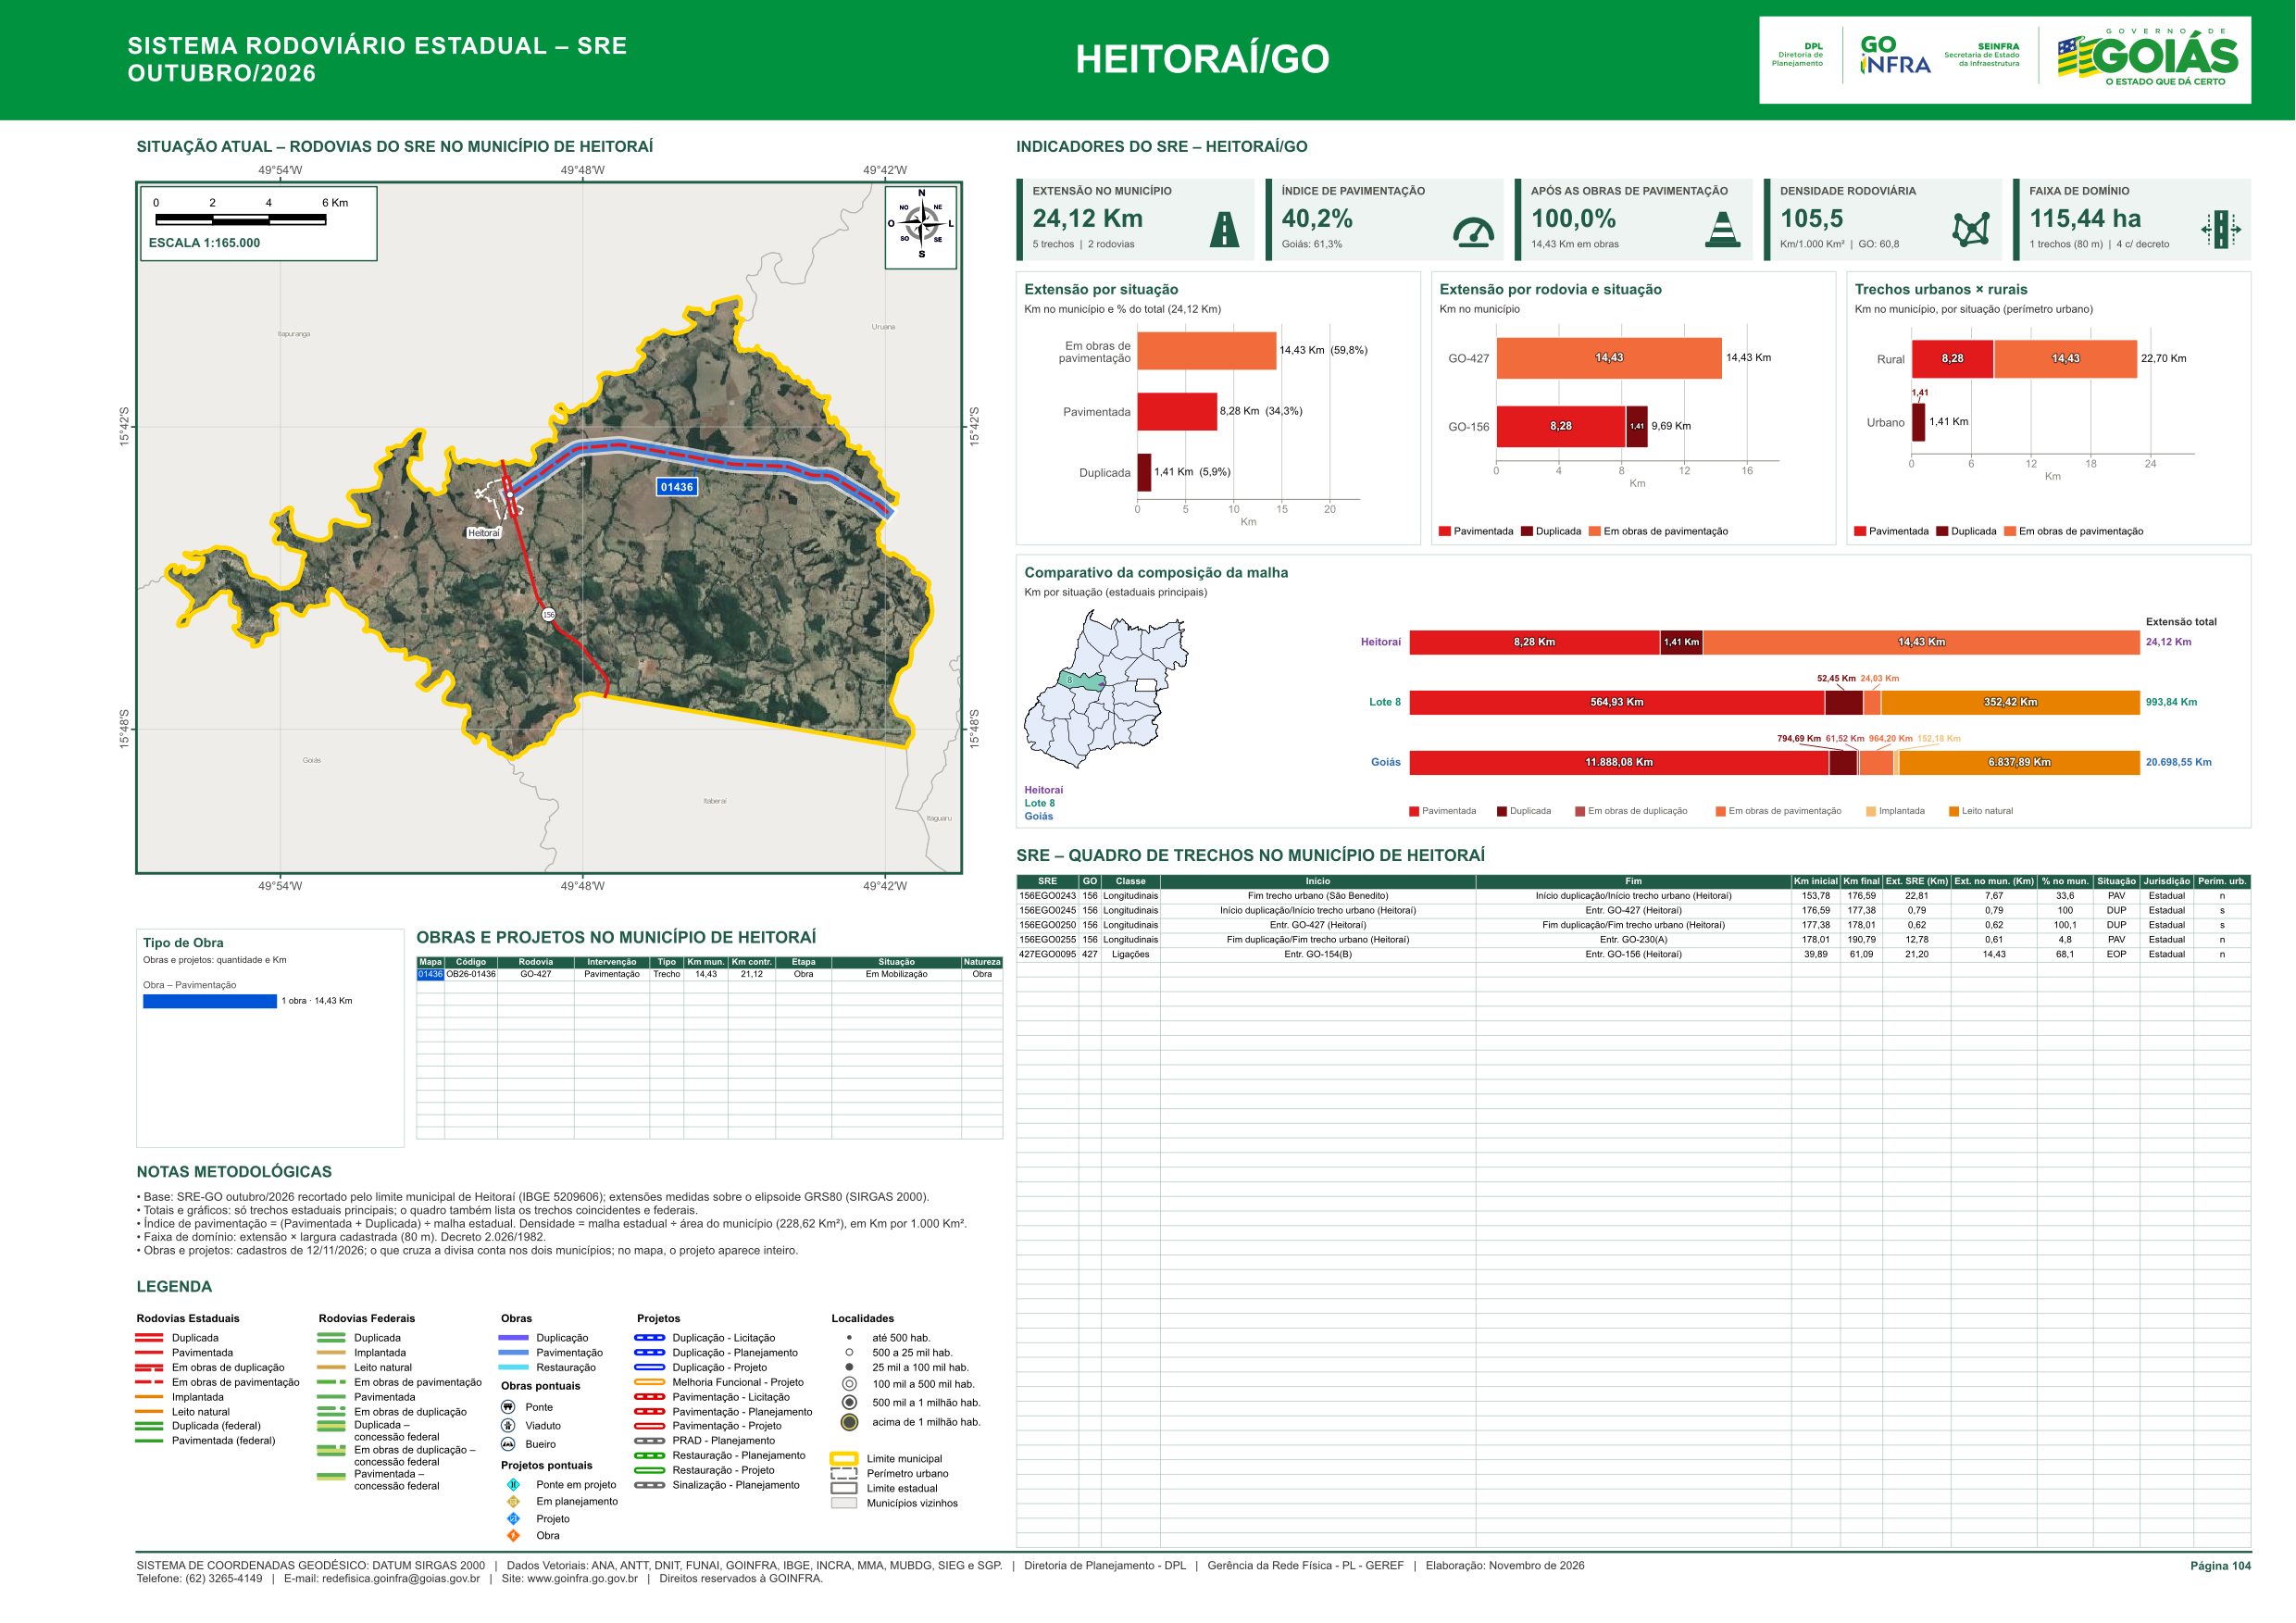 SISTEMA RODOVIÁRIO ESTADUAL – SRE
OUTUBRO/2026
HEITORAÍ/GO
DPL
Diretoria de
Planejamento
GO
iNFRA
SEINFRA
Secretaria de Estado
da Infraestrutura
GOVERNO DE
GOIÁS
O ESTADO QUE DÁ CERTO
SITUAÇÃO ATUAL – RODOVIAS DO SRE NO MUNICÍPIO DE HEITORAÍ
49°54'W 49°48'W 49°42'W
0 2 4 6 Km
ESCALA 1:165.000
N
NO NE
O L
SO SE
S
Itapuranga
Uruana
15°42'S 15°42'S
01436
Heitoraí
156
15°48'S 15°48'S
Goiás
Itaberaí
Itaguaru
49°54'W 49°48'W 49°42'W
INDICADORES DO SRE – HEITORAÍ/GO
EXTENSÃO NO MUNICÍPIO
24,12 Km
5 trechos | 2 rodovias
ÍNDICE DE PAVIMENTAÇÃO
40,2%
Goiás: 61,3%
APÓS AS OBRAS DE PAVIMENTAÇÃO
100,0%
14,43 Km em obras
DENSIDADE RODOVIÁRIA
105,5
Km/1.000 Km² | GO: 60,8
FAIXA DE DOMÍNIO
115,44 ha
1 trechos (80 m) | 4 c/ decreto
Extensão por situação
Km no município e % do total (24,12 Km)
Em obras de
pavimentação
14,43 Km (59,8%)
Pavimentada
8,28 Km (34,3%)
Duplicada
1,41 Km (5,9%)
0 5 10 15 20
Km
Extensão por rodovia e situação
Km no município
GO-427 14,43 14,43 Km
GO-156 8,28 1,41 9,69 Km
0 4 8 12 16
Km
Pavimentada Duplicada Em obras de pavimentação
Trechos urbanos × rurais
Km no município, por situação (perímetro urbano)
Rural 8,28 14,43 22,70 Km
1,41
Urbano 1,41 Km
0 6 12 18 24
Km
Pavimentada Duplicada Em obras de pavimentação
Comparativo da composição da malha
Km por situação (estaduais principais)
8
Heitoraí
Lote 8
Goiás
Extensão total
Heitoraí 8,28 Km 1,41 Km 14,43 Km 24,12 Km
52,45 Km 24,03 Km
Lote 8 564,93 Km 352,42 Km 993,84 Km
794,69 Km 61,52 Km 964,20 Km 152,18 Km
Goiás 11.888,08 Km 6.837,89 Km 20.698,55 Km
Pavimentada Duplicada Em obras de duplicação Em obras de pavimentação Implantada Leito natural
SRE – QUADRO DE TRECHOS NO MUNICÍPIO DE HEITORAÍ
SRE GO Classe Início Fim Km inicial Km final Ext. SRE (Km) Ext. no mun. (Km) % no mun. Situação Jurisdição Perím. urb.
156EGO0243 156 Longitudinais Fim trecho urbano (São Benedito) Início duplicação/Início trecho urbano (Heitoraí) 153,78 176,59 22,81 7,67 33,6 PAV Estadual n
156EGO0245 156 Longitudinais Início duplicação/Início trecho urbano (Heitoraí) Entr. GO-427 (Heitoraí) 176,59 177,38 0,79 0,79 100 DUP Estadual s
156EGO0250 156 Longitudinais Entr. GO-427 (Heitoraí) Fim duplicação/Fim trecho urbano (Heitoraí) 177,38 178,01 0,62 0,62 100,1 DUP Estadual s
156EGO0255 156 Longitudinais Fim duplicação/Fim trecho urbano (Heitoraí) Entr. GO-230(A) 178,01 190,79 12,78 0,61 4,8 PAV Estadual n
427EGO0095 427 Ligações Entr. GO-154(B) Entr. GO-156 (Heitoraí) 39,89 61,09 21,20 14,43 68,1 EOP Estadual n
Tipo de Obra
Obras e projetos: quantidade e Km
Obra – Pavimentação
1 obra · 14,43 Km
OBRAS E PROJETOS NO MUNICÍPIO DE HEITORAÍ
Mapa Código Rodovia Intervenção Tipo Km mun. Km contr. Etapa Situação Natureza
01436 OB26-01436 GO-427 Pavimentação Trecho 14,43 21,12 Obra Em Mobilização Obra
NOTAS METODOLÓGICAS
• Base: SRE-GO outubro/2026 recortado pelo limite municipal de Heitoraí (IBGE 5209606); extensões medidas sobre o elipsoide GRS80 (SIRGAS 2000).
• Totais e gráficos: só trechos estaduais principais; o quadro também lista os trechos coincidentes e federais.
• Índice de pavimentação = (Pavimentada + Duplicada) ÷ malha estadual. Densidade = malha estadual ÷ área do município (228,62 Km²), em Km por 1.000 Km².
• Faixa de domínio: extensão × largura cadastrada (80 m). Decreto 2.026/1982.
• Obras e projetos: cadastros de 12/11/2026; o que cruza a divisa conta nos dois municípios; no mapa, o projeto aparece inteiro.
LEGENDA
Rodovias Estaduais
Duplicada
Pavimentada
Em obras de duplicação
Em obras de pavimentação
Implantada
Leito natural
Duplicada (federal)
Pavimentada (federal)
Rodovias Federais
Duplicada
Implantada
Leito natural
Em obras de pavimentação
Pavimentada
Em obras de duplicação
Duplicada –
concessão federal
Em obras de duplicação –
concessão federal
Pavimentada –
concessão federal
Obras
Duplicação
Pavimentação
Restauração
Obras pontuais
Ponte
Viaduto
Bueiro
Projetos pontuais
Ponte em projeto
Em planejamento
Projeto
Obra
Projetos
Duplicação - Licitação
Duplicação - Planejamento
Duplicação - Projeto
Melhoria Funcional - Projeto
Pavimentação - Licitação
Pavimentação - Planejamento
Pavimentação - Projeto
PRAD - Planejamento
Restauração - Planejamento
Restauração - Projeto
Sinalização - Planejamento
Localidades
até 500 hab.
500 a 25 mil hab.
25 mil a 100 mil hab.
100 mil a 500 mil hab.
500 mil a 1 milhão hab.
acima de 1 milhão hab.
Limite municipal
Perímetro urbano
Limite estadual
Municípios vizinhos
SISTEMA DE COORDENADAS GEODÉSICO: DATUM SIRGAS 2000 | Dados Vetoriais: ANA, ANTT, DNIT, FUNAI, GOINFRA, IBGE, INCRA, MMA, MUBDG, SIEG e SGP. | Diretoria de Planejamento - DPL | Gerência da Rede Física - PL - GEREF | Elaboração: Novembro de 2026
Página 104
Telefone: (62) 3265-4149 | E-mail: redefisica.goinfra@goias.gov.br | Site: www.goinfra.go.gov.br | Direitos reservados à GOINFRA.